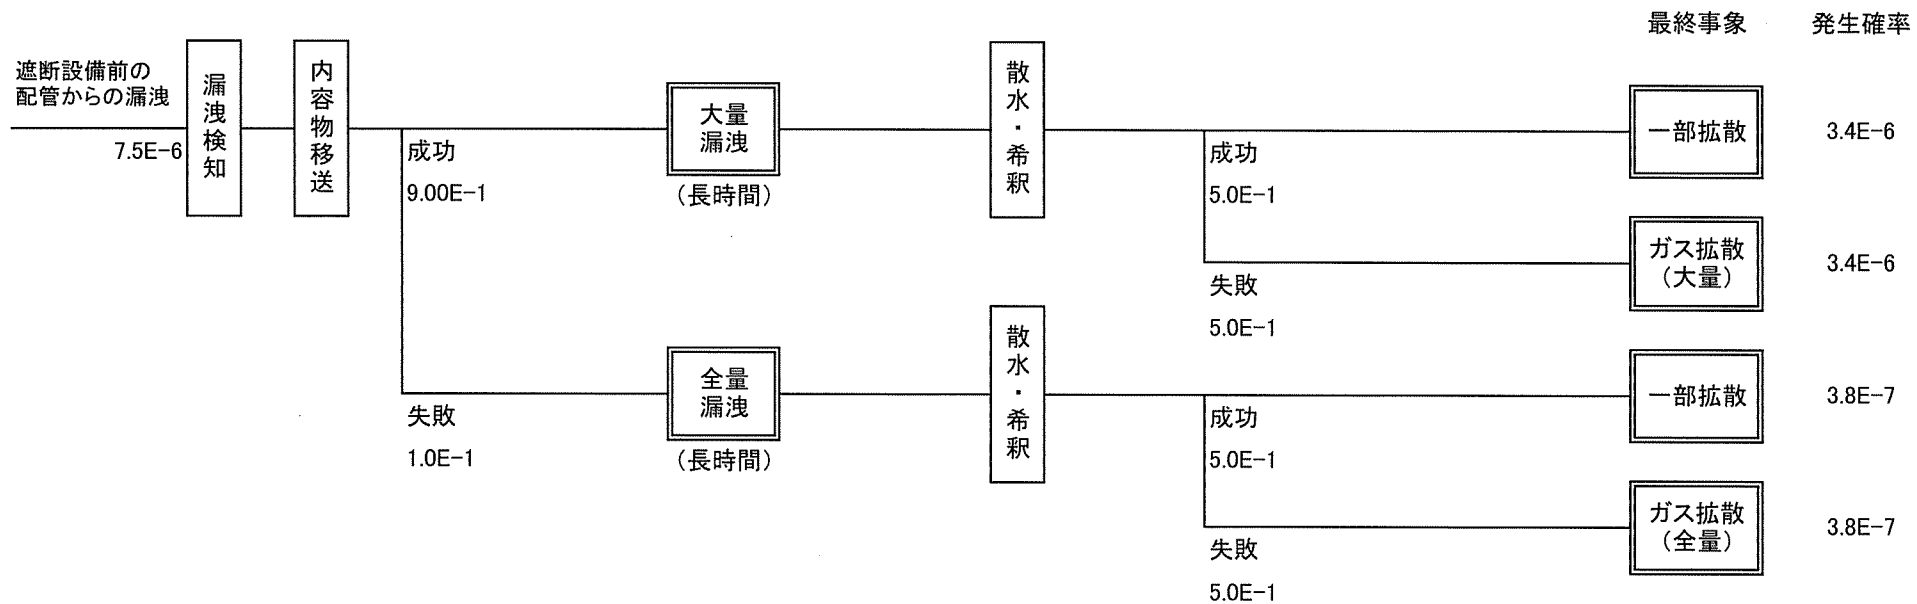 最終事象 発生確率
遮断設備前の
配管からの漏洩
7.5E-6
漏洩検知
内容物移送
成功
9.00E-1
大量
漏洩
(長時間)
散水・希釈
成功
5.0E-1
一部拡散
3.4E-6
失敗
5.0E-1
ガス拡散
(大量)
3.4E-6
失敗
1.0E-1
全量
漏洩
(長時間)
散水・希釈
成功
5.0E-1
一部拡散
3.8E-7
失敗
5.0E-1
ガス拡散
(全量)
3.8E-7